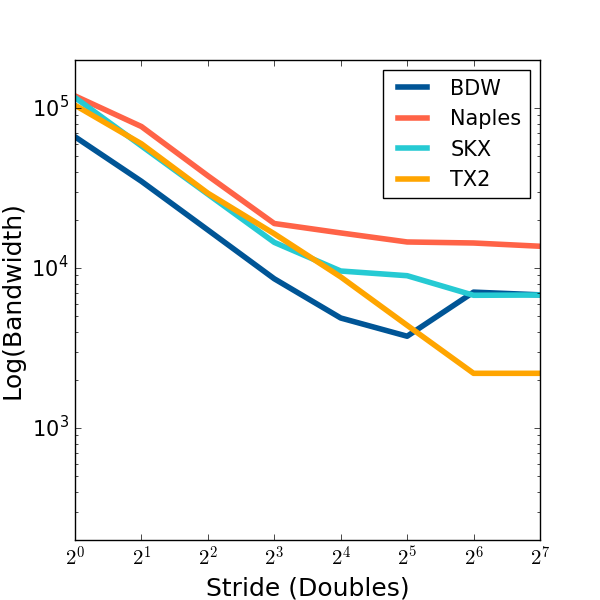 BDW
Naples
SKX
TX2
10^5
10^4
10^3
Log(Bandwidth)
2^0 2^1 2^2 2^3 2^4 2^5 2^6 2^7
Stride (Doubles)